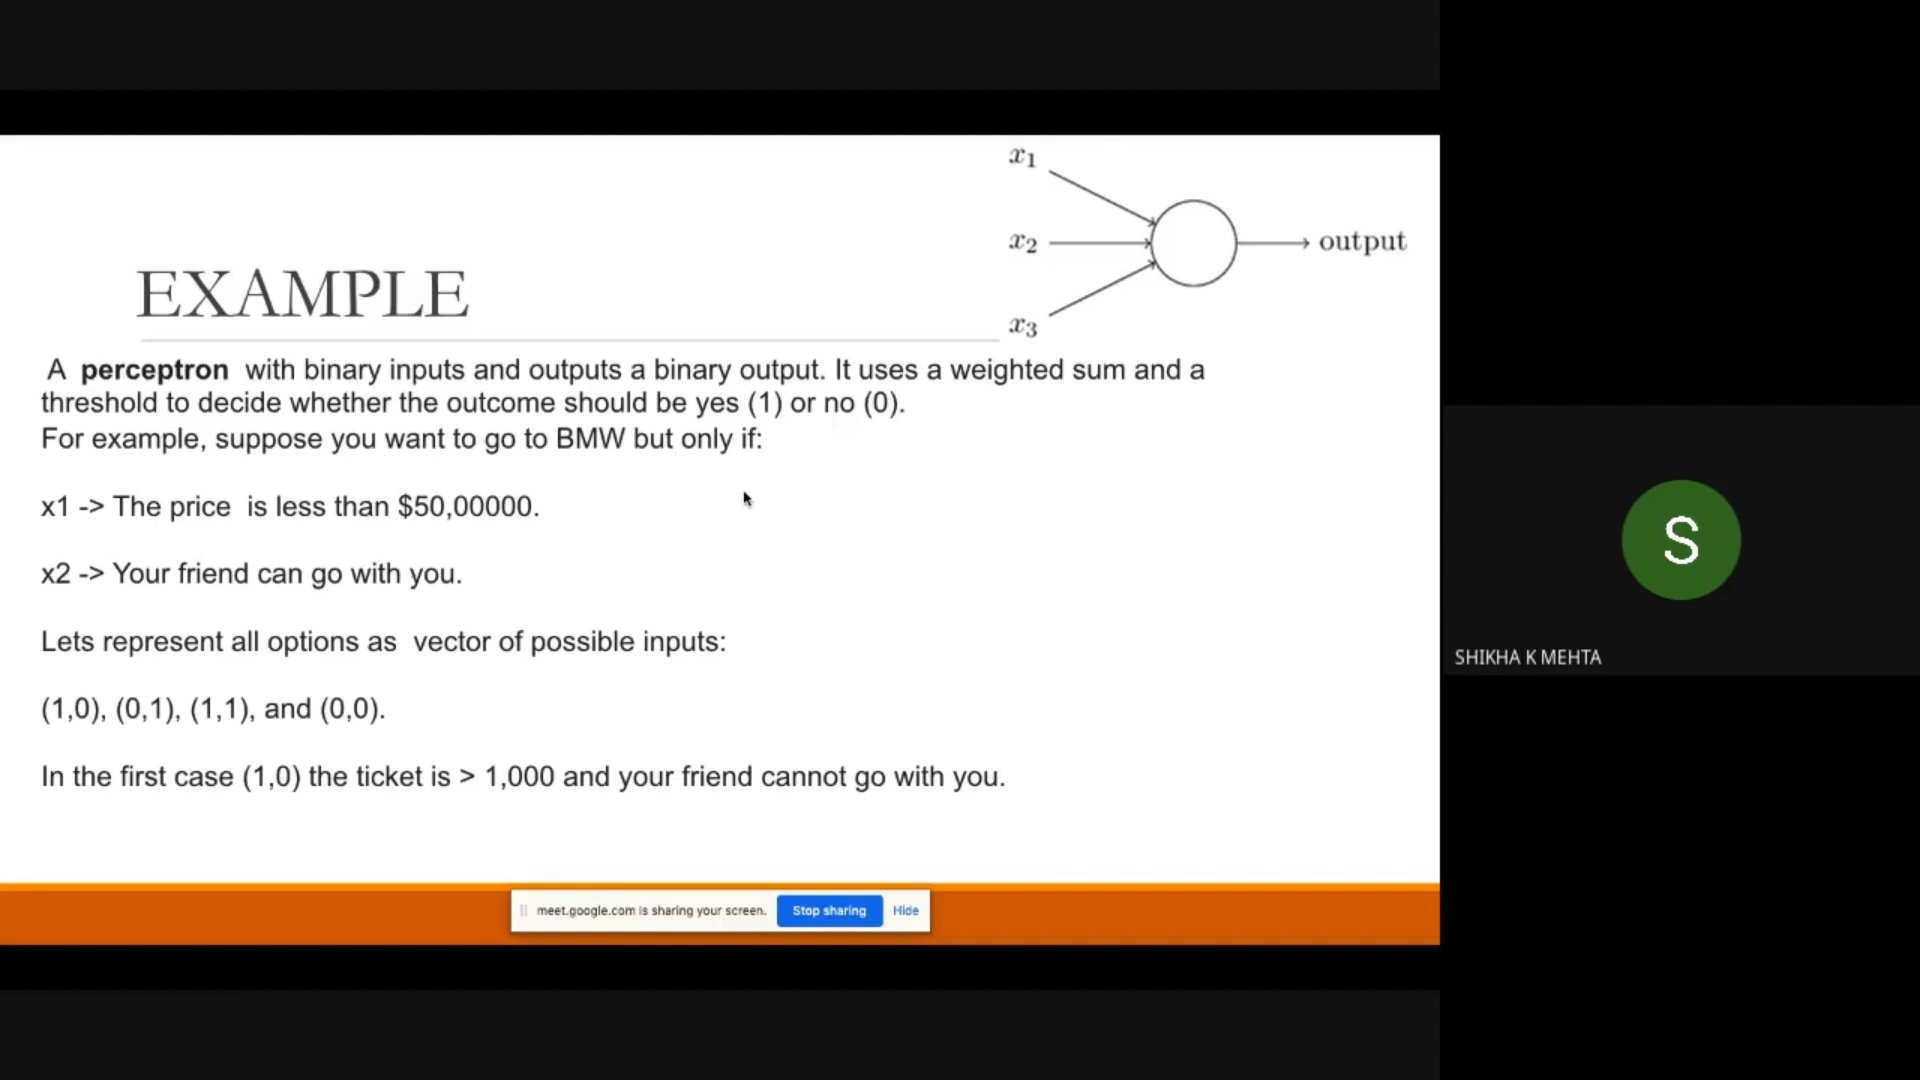 x1
x2
output
x3
EXAMPLE
A perceptron with binary inputs and outputs a binary output. It uses a weighted sum and a
threshold to decide whether the outcome should be yes (1) or no (0).
For example, suppose you want to go to BMW but only if:
x1 -> The price is less than $50,00000.
x2 -> Your friend can go with you.
Lets represent all options as vector of possible inputs:
(1,0), (0,1), (1,1), and (0,0).
In the first case (1,0) the ticket is > 1,000 and your friend cannot go with you.
meet.google.com is sharing your screen. Stop sharing Hide
S
SHIKHA K MEHTA